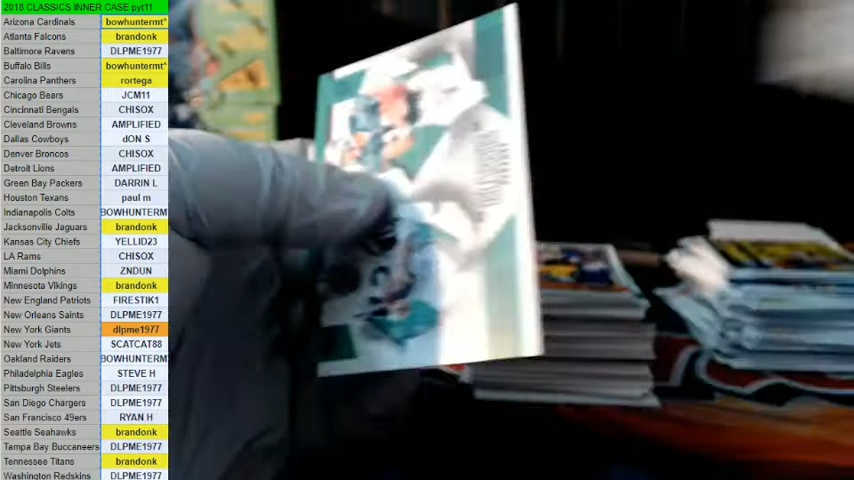 2018 CLASSICS INNER CASE pyt11
Arizona Cardinals bowhuntermt*
Atlanta Falcons brandonk
Baltimore Ravens DLPME1977
Buffalo Bills bowhuntermt*
Carolina Panthers rortega
Chicago Bears JCM11
Cincinnati Bengals CHISOX
Cleveland Browns AMPLIFIED
Dallas Cowboys dON S
Denver Broncos CHISOX
Detroit Lions AMPLIFIED
Green Bay Packers DARRIN L
Houston Texans paul m
Indianapolis Colts BOWHUNTERM
Jacksonville Jaguars brandonk
Kansas City Chiefs YELLID23
LA Rams CHISOX
Miami Dolphins ZNDUN
Minnesota Vikings brandonk
New England Patriots FIRESTIK1
New Orleans Saints DLPME1977
New York Giants dlpme1977
New York Jets SCATCAT88
Oakland Raiders BOWHUNTERM
Philadelphia Eagles STEVE H
Pittsburgh Steelers DLPME1977
San Diego Chargers DLPME1977
San Francisco 49ers RYAN H
Seattle Seahawks brandonk
Tampa Bay Buccaneers DLPME1977
Tennessee Titans brandonk
Washington Redskins DLPME1977